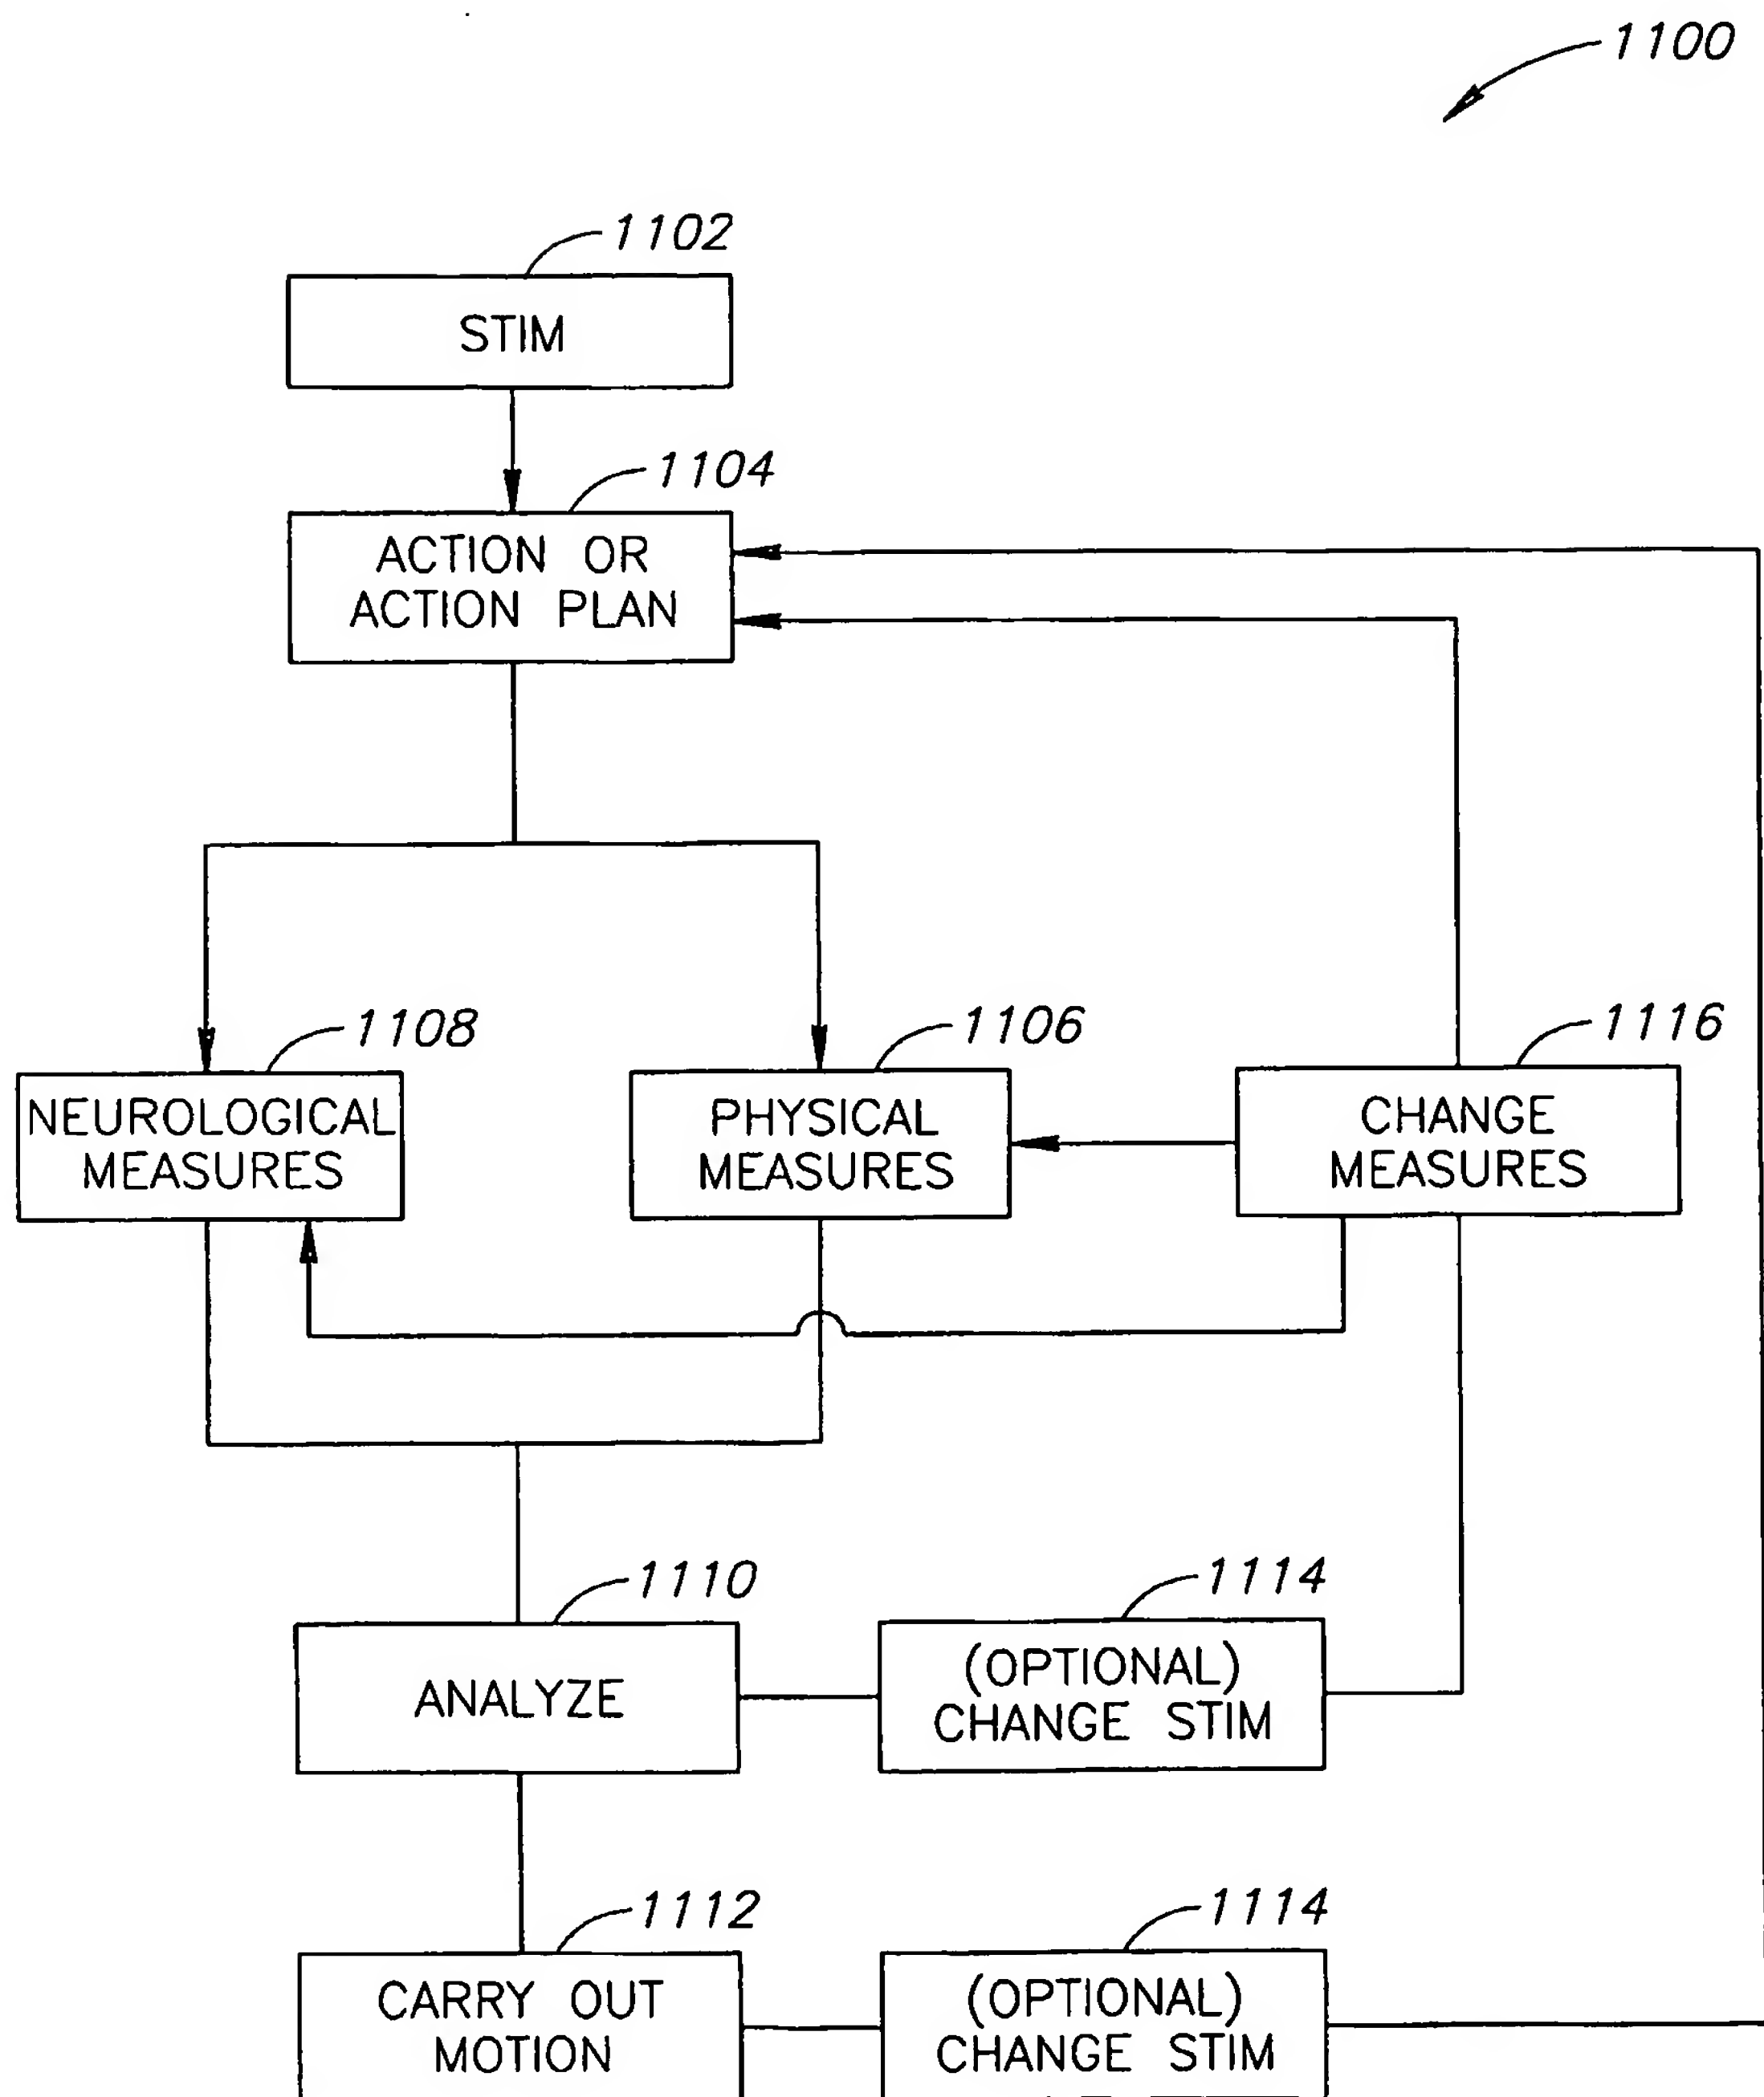 1100
1102
STIM
1104
ACTION OR
ACTION PLAN
1108
NEUROLOGICAL
MEASURES
1106
PHYSICAL
MEASURES
1116
CHANGE
MEASURES
1110
ANALYZE
1114
(OPTIONAL)
CHANGE STIM
1112
CARRY OUT
MOTION
1114
(OPTIONAL)
CHANGE STIM